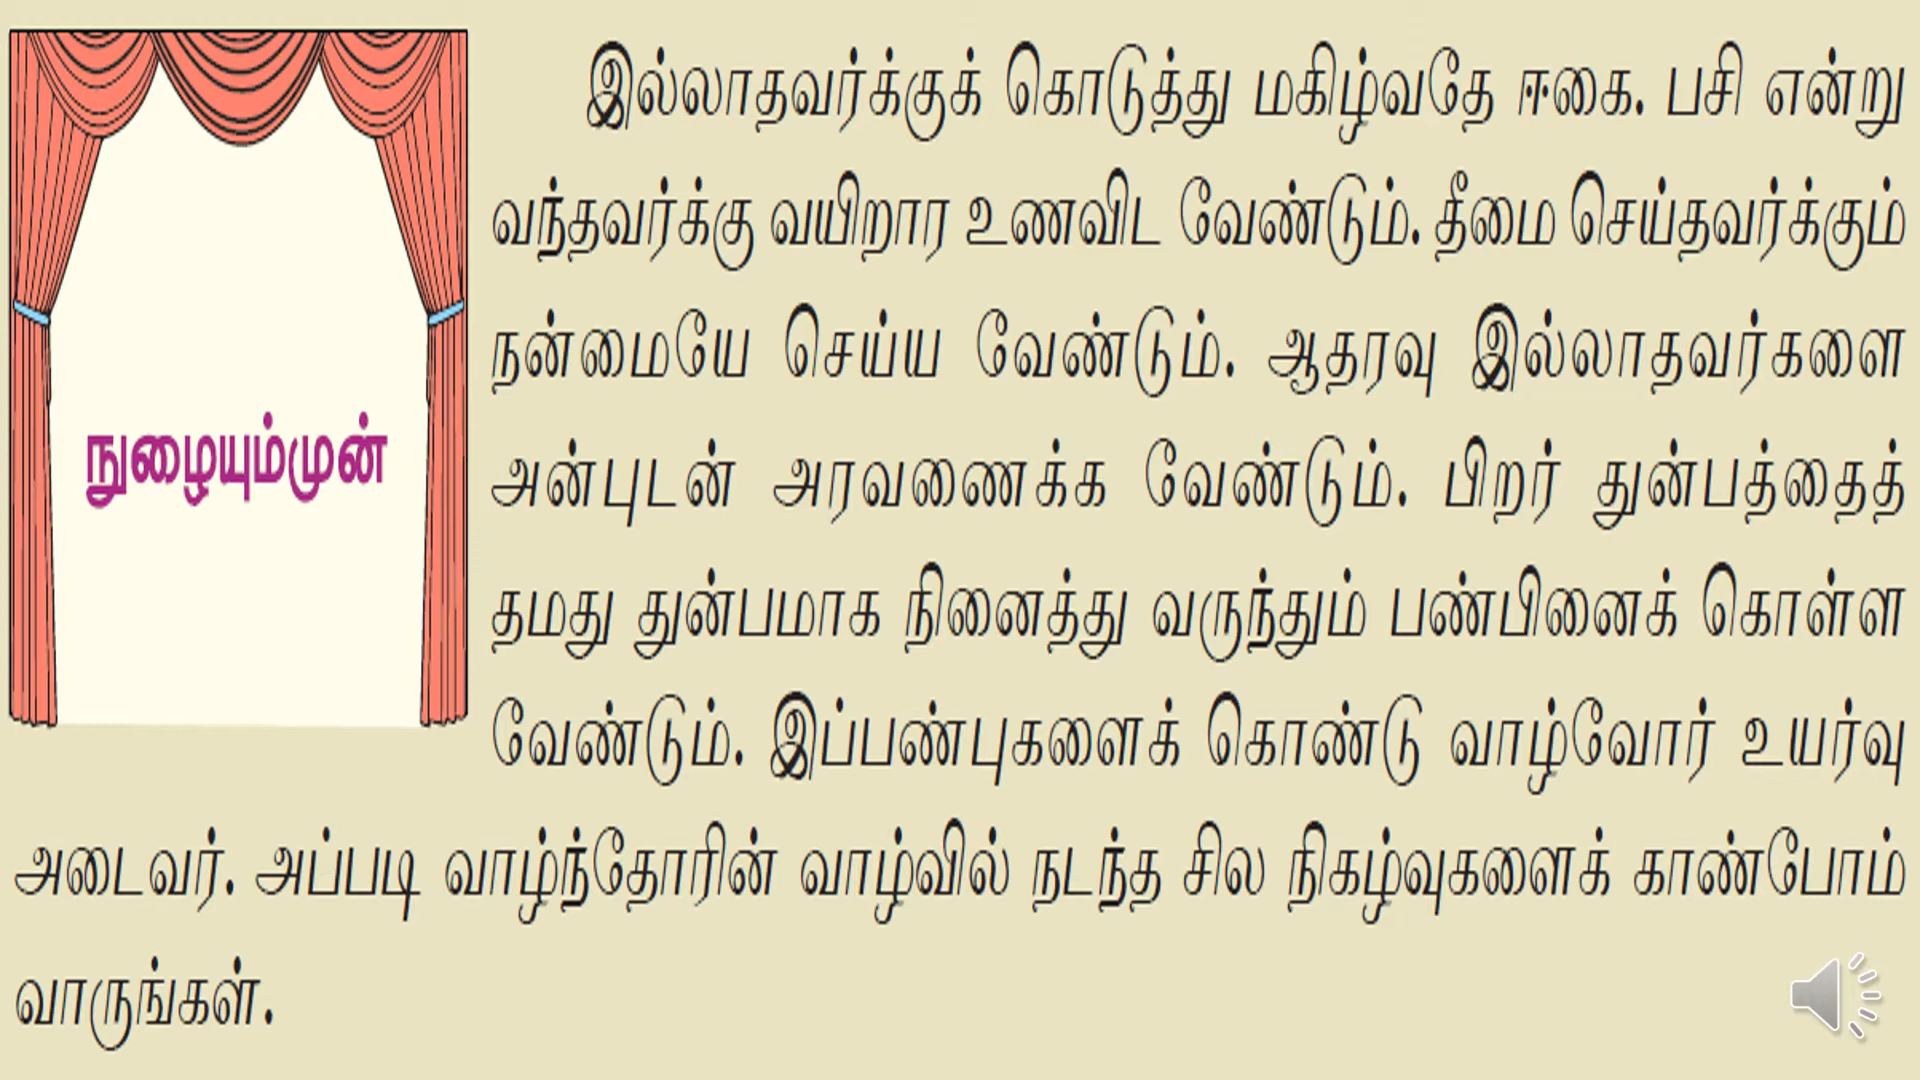 நுழையும்முன்
இல்லாதவர்க்குக் கொடுத்து மகிழ்வதே ஈகை. பசி என்று
வந்தவர்க்கு வயிறார உணவிட வேண்டும். தீமை செய்தவர்க்கும்
நன்மையே செய்ய வேண்டும். ஆதரவு இல்லாதவர்களை
அன்புடன் அரவணைக்க வேண்டும். பிறர் துன்பத்தைத்
தமது துன்பமாக நினைத்து வருந்தும் பண்பினைக் கொள்ள
வேண்டும். இப்பண்புகளைக் கொண்டு வாழ்வோர் உயர்வு
அடைவர். அப்படி வாழ்ந்தோரின் வாழ்வில் நடந்த சில நிகழ்வுகளைக் காண்போம்
வாருங்கள்.